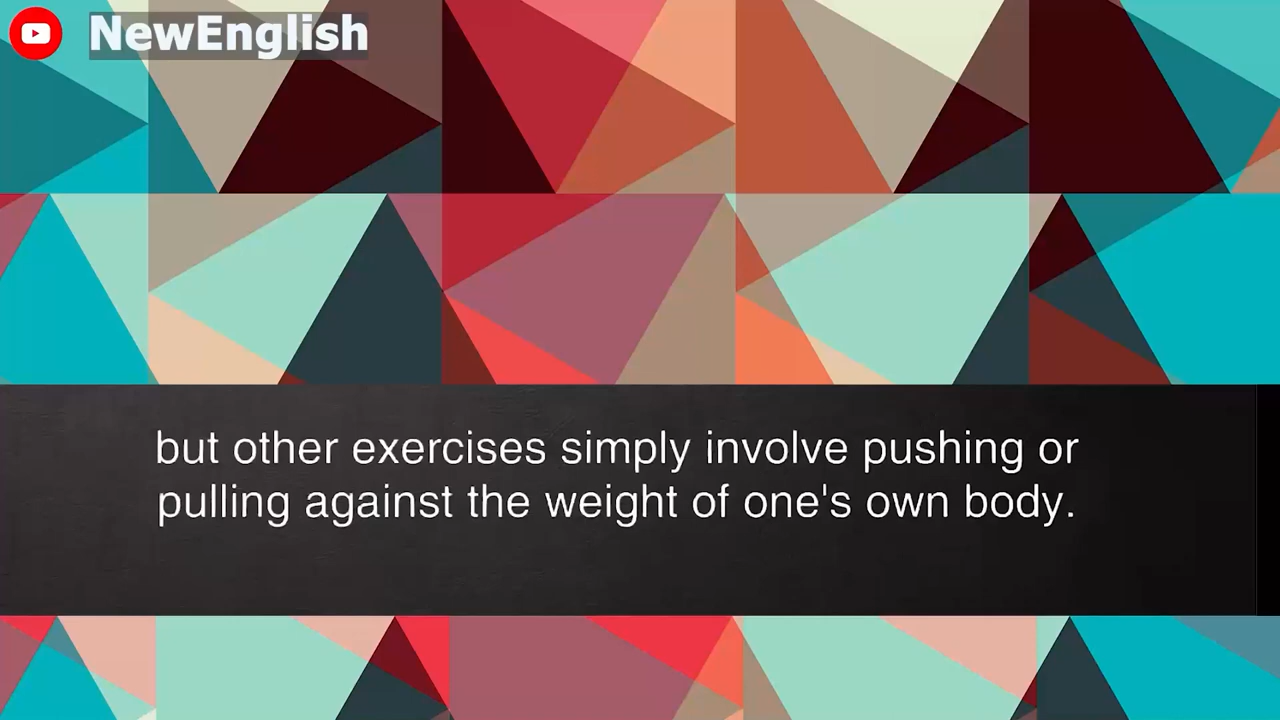 NewEnglish
but other exercises simply involve pushing or
pulling against the weight of one's own body.